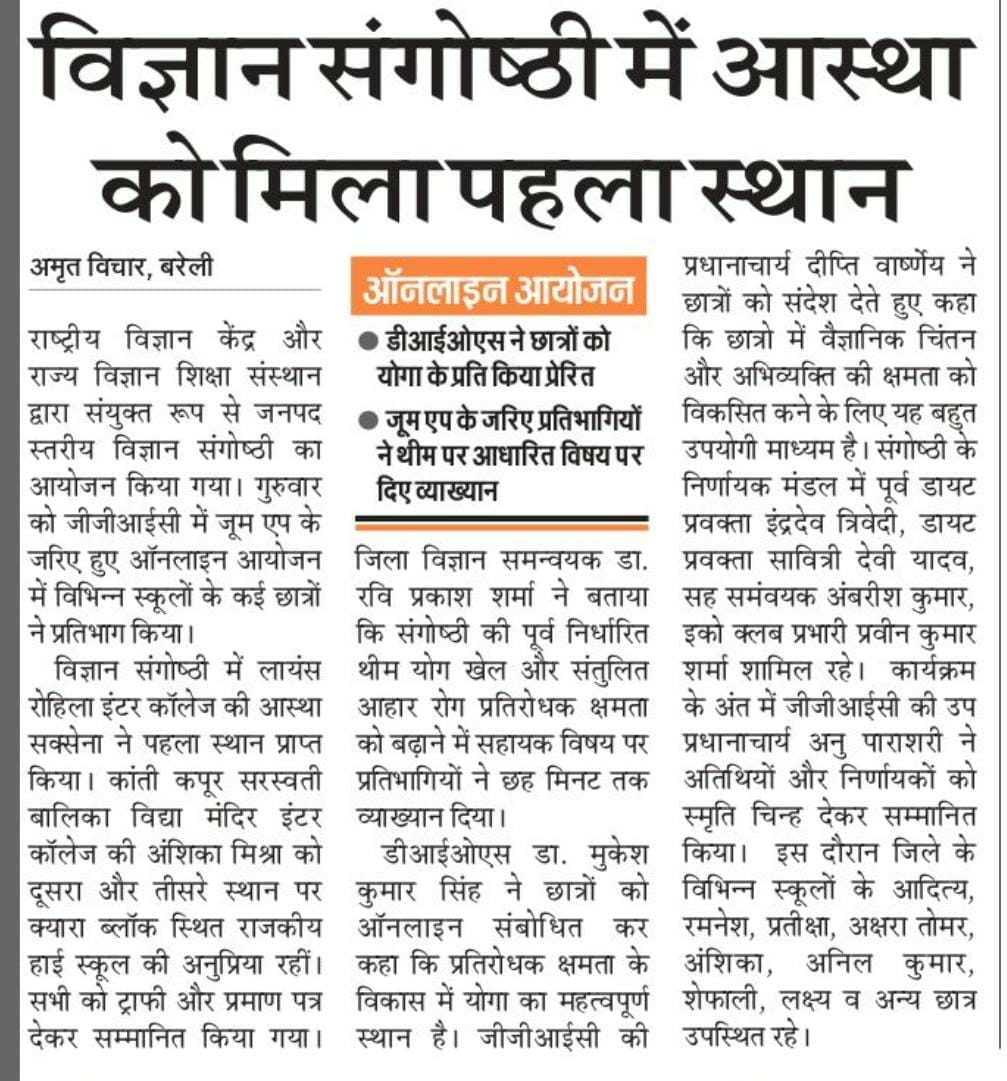 विज्ञान संगोष्ठी में आस्था
को मिला पहला स्थान
अमृत विचार, बरेली
राष्ट्रीय विज्ञान केंद्र और
राज्य विज्ञान शिक्षा संस्थान
द्वारा संयुक्त रूप से जनपद
स्तरीय विज्ञान संगोष्ठी का
आयोजन किया गया। गुरुवार
को जीजीआईसी में जूम एप के
जरिए हुए ऑनलाइन आयोजन
में विभिन्न स्कूलों के कई छात्रों
ने प्रतिभाग किया।
विज्ञान संगोष्ठी में लायंस
रोहिला इंटर कॉलेज की आस्था
सक्सेना ने पहला स्थान प्राप्त
किया। कांती कपूर सरस्वती
बालिका विद्या मंदिर इंटर
कॉलेज की अंशिका मिश्रा को
दूसरा और तीसरे स्थान पर
क्यारा ब्लॉक स्थित राजकीय
हाई स्कूल की अनुप्रिया रहीं।
सभी को ट्राफी और प्रमाण पत्र
देकर सम्मानित किया गया।
ऑनलाइन आयोजन
● डीआईओएस ने छात्रों को
योगा के प्रति किया प्रेरित
● जूम एप के जरिए प्रतिभागियों
ने थीम पर आधारित विषय पर
दिए व्याख्यान
जिला विज्ञान समन्वयक डा.
रवि प्रकाश शर्मा ने बताया
कि संगोष्ठी की पूर्व निर्धारित
थीम योग खेल और संतुलित
आहार रोग प्रतिरोधक क्षमता
को बढ़ाने में सहायक विषय पर
प्रतिभागियों ने छह मिनट तक
व्याख्यान दिया।
डीआईओएस डा. मुकेश
कुमार सिंह ने छात्रों को
ऑनलाइन संबोधित कर
कहा कि प्रतिरोधक क्षमता के
विकास में योगा का महत्वपूर्ण
स्थान है। जीजीआईसी की
प्रधानाचार्य दीप्ति वार्ष्णेय ने
छात्रों को संदेश देते हुए कहा
कि छात्रो में वैज्ञानिक चिंतन
और अभिव्यक्ति की क्षमता को
विकसित कने के लिए यह बहुत
उपयोगी माध्यम है। संगोष्ठी के
निर्णायक मंडल में पूर्व डायट
प्रवक्ता इंद्रदेव त्रिवेदी, डायट
प्रवक्ता सावित्री देवी यादव,
सह समंवयक अंबरीश कुमार,
इको क्लब प्रभारी प्रवीन कुमार
शर्मा शामिल रहे। कार्यक्रम
के अंत में जीजीआईसी की उप
प्रधानाचार्य अनु पाराशरी ने
अतिथियों और निर्णायकों को
स्मृति चिन्ह देकर सम्मानित
किया। इस दौरान जिले के
विभिन्न स्कूलों के आदित्य,
रमनेश, प्रतीक्षा, अक्षरा तोमर,
अंशिका, अनिल कुमार,
शेफाली, लक्ष्य व अन्य छात्र
उपस्थित रहे।